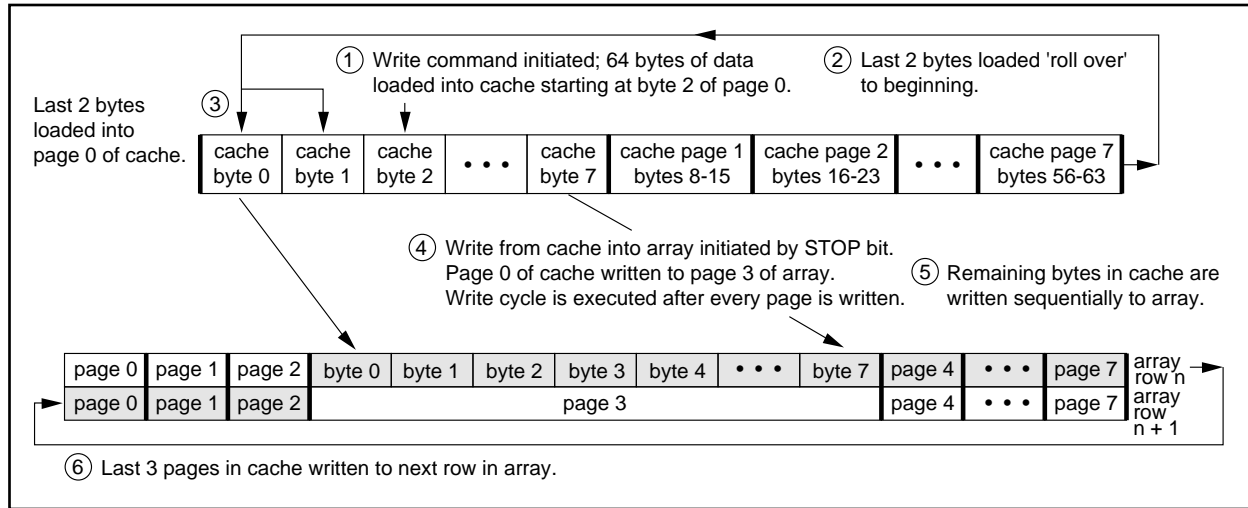 ① Write command initiated; 64 bytes of data
loaded into cache starting at byte 2 of page 0.
② Last 2 bytes loaded 'roll over'
to beginning.
Last 2 bytes
loaded into
page 0 of cache.
③
cache byte 0 cache byte 1 cache byte 2 • • • cache byte 7 cache page 1 bytes 8-15 cache page 2 bytes 16-23 • • • cache page 7 bytes 56-63
④ Write from cache into array initiated by STOP bit.
Page 0 of cache written to page 3 of array.
Write cycle is executed after every page is written.
⑤ Remaining bytes in cache are
written sequentially to array.
page 0 page 1 page 2 byte 0 byte 1 byte 2 byte 3 byte 4 • • • byte 7 page 4 • • • page 7 array row n
page 0 page 1 page 2 page 3 page 4 • • • page 7 array row n + 1
⑥ Last 3 pages in cache written to next row in array.